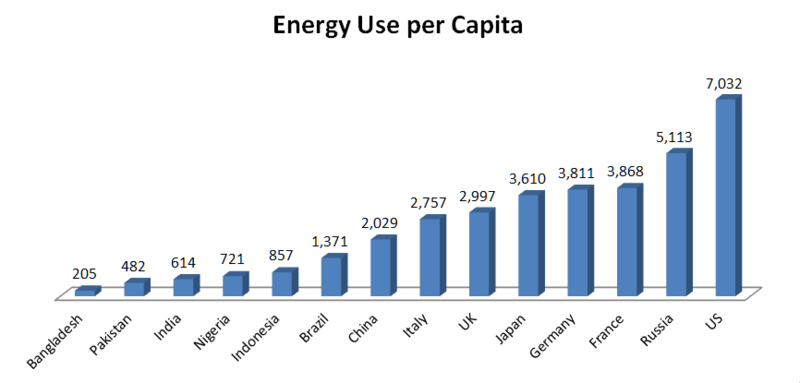 Energy Use per Capita
205
482
614
721
857
1,371
2,029
2,757
2,997
3,610
3,811
3,868
5,113
7,032
Bangladesh
Pakistan
India
Nigeria
Indonesia
Brazil
China
Italy
UK
Japan
Germany
France
Russia
US